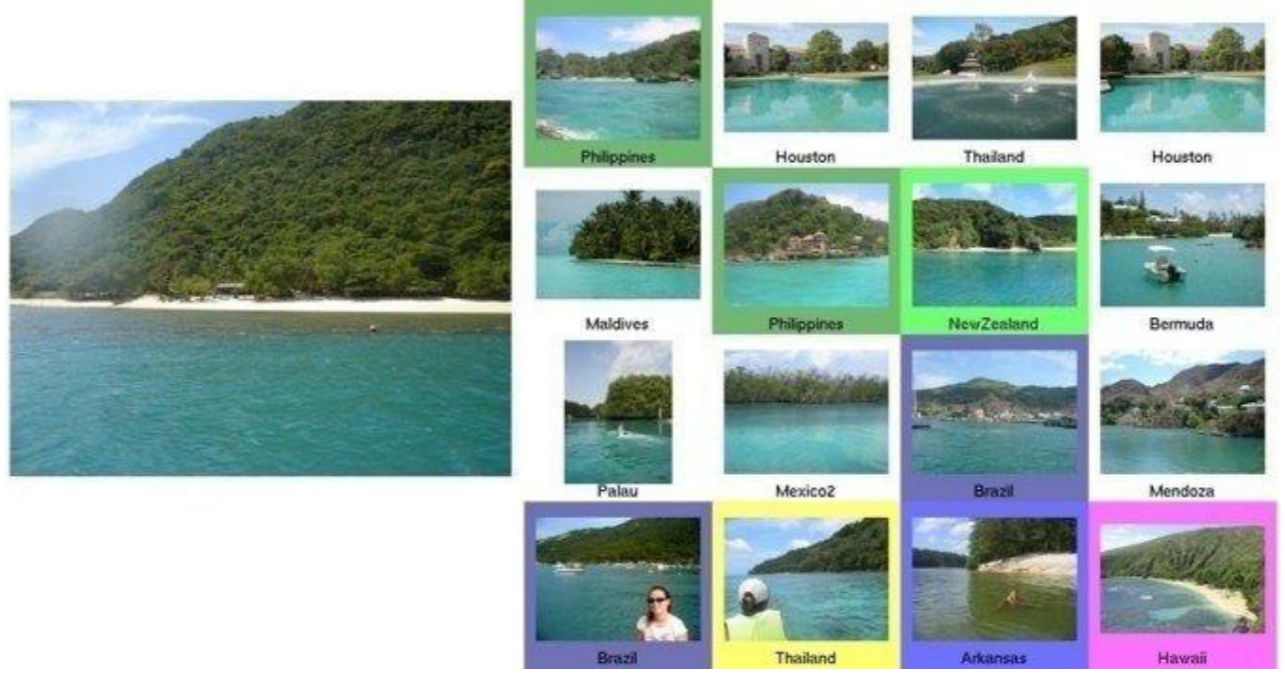 Philippines
Houston
Thailand
Houston
Maldives
Philippines
NewZealand
Bermuda
Palau
Mexico2
Brazil
Mendoza
Brazil
Thailand
Arkansas
Hawaii